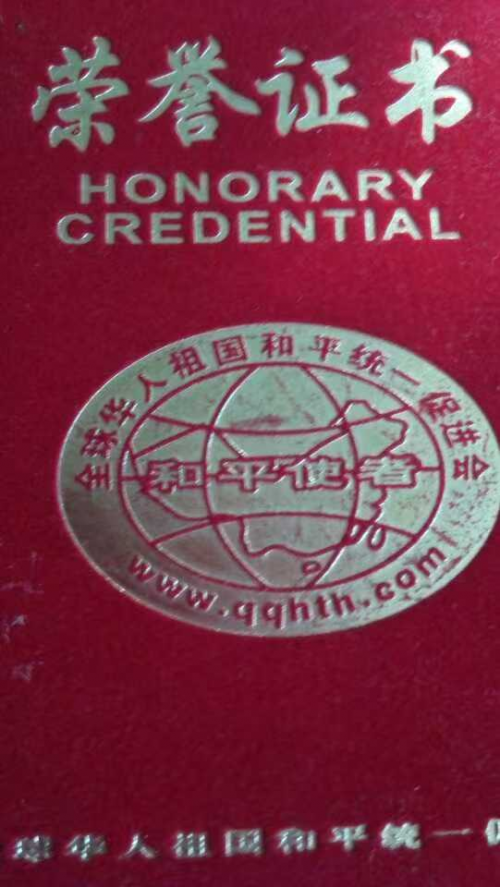 荣誉证书
HONORARY
CREDENTIAL
全球华人祖国和平统一促进会
和平使者
www.qqhth.com
球华人祖国和平统一